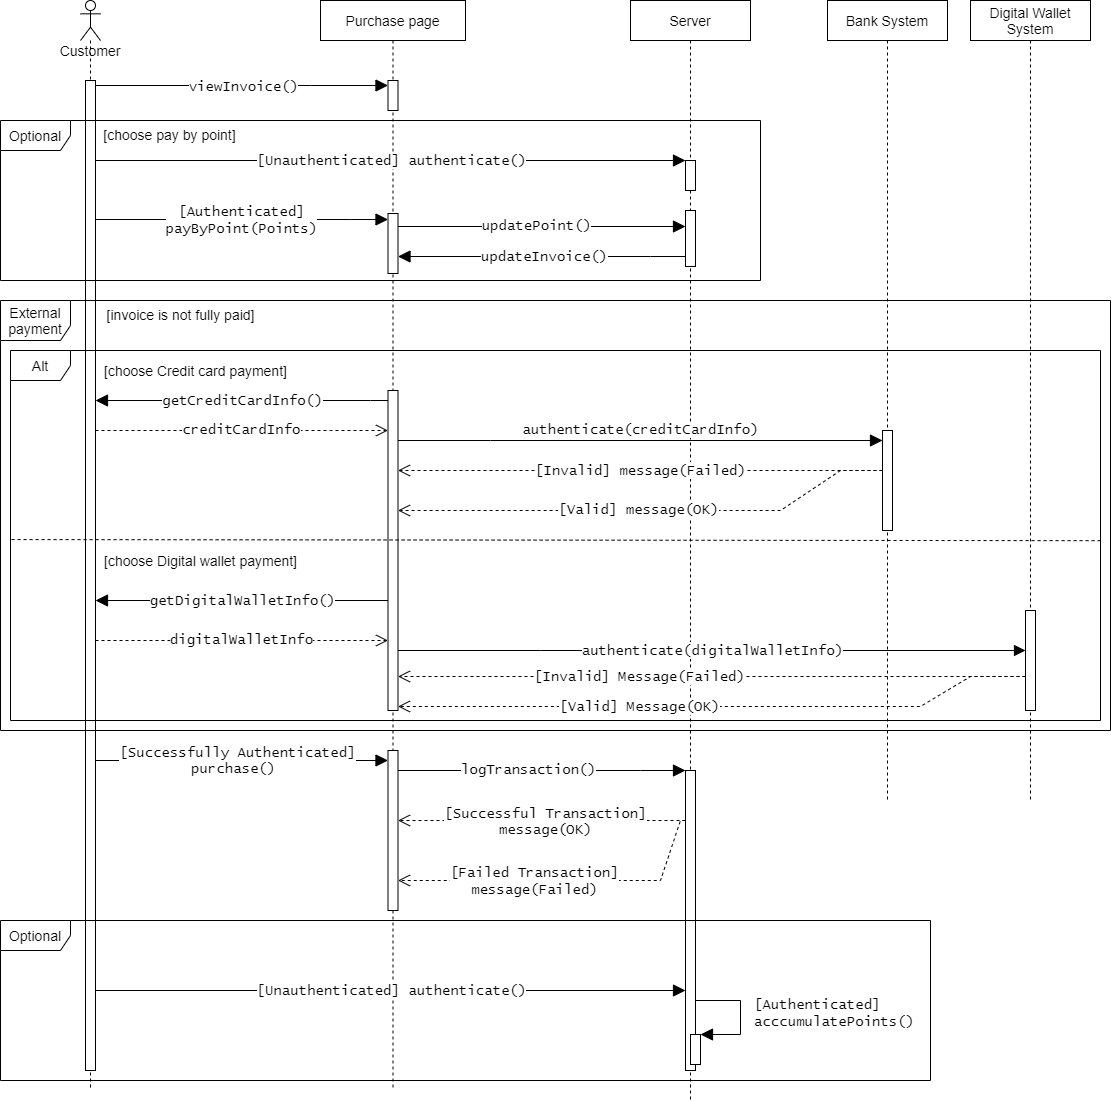 Customer
Purchase page
Server
Bank System
Digital Wallet
System
viewInvoice()
Optional
[choose pay by point]
[Unauthenticated] authenticate()
[Authenticated]
payByPoint(Points)
updatePoint()
updateInvoice()
External
payment
[invoice is not fully paid]
Alt
[choose Credit card payment]
getCreditCardInfo()
creditCardInfo
authenticate(creditCardInfo)
[Invalid] message(Failed)
[Valid] message(OK)
[choose Digital wallet payment]
getDigitalWalletInfo()
digitalWalletInfo
authenticate(digitalWalletInfo)
[Invalid] Message(Failed)
[Valid] Message(OK)
[Successfully Authenticated]
purchase()
logTransaction()
[Successful Transaction]
message(OK)
[Failed Transaction]
message(Failed)
Optional
[Unauthenticated] authenticate()
[Authenticated]
acccumulatePoints()